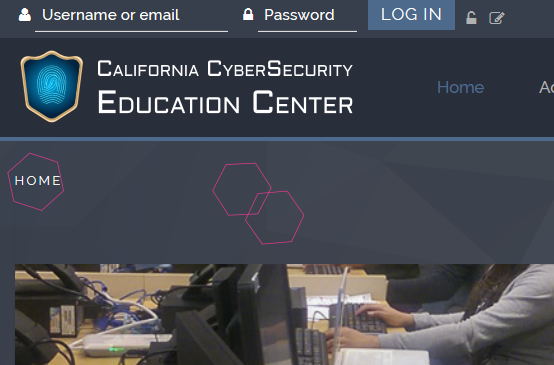 Username or email Password LOG IN
CALIFORNIA CYBERSECURITY
EDUCATION CENTER
Home
HOME